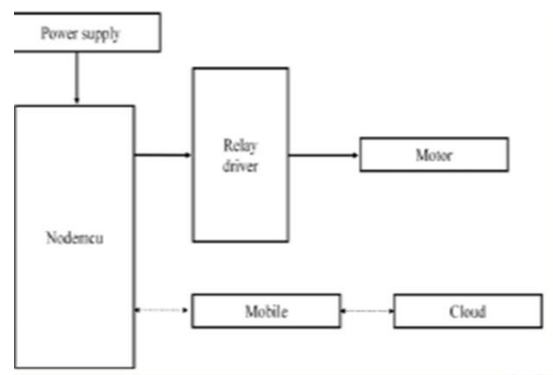 Power supply
Relay
driver
Motor
Nodemcu
Mobile
Cloud